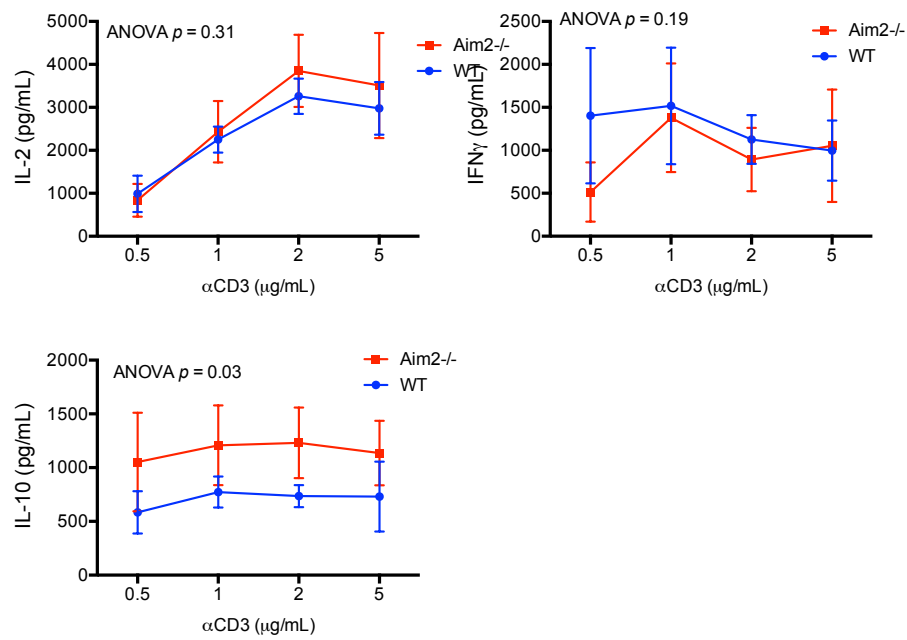 ANOVA p = 0.31
Aim2-/-
WT
IL-2 (pg/mL)
5000
4000
3000
2000
1000
0
0.5 1 2 5
αCD3 (μg/mL)
ANOVA p = 0.19
Aim2-/-
WT
IFNγ (pg/mL)
2500
2000
1500
1000
500
0
0.5 1 2 5
αCD3 (μg/mL)
ANOVA p = 0.03
Aim2-/-
WT
IL-10 (pg/mL)
2000
1500
1000
500
0
0.5 1 2 5
αCD3 (μg/mL)